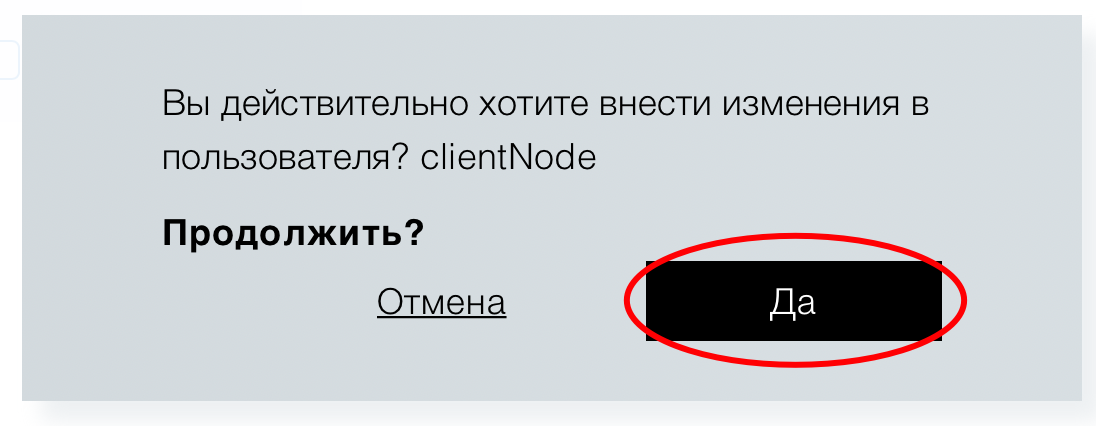 Вы действительно хотите внести изменения в
пользователя? clientNode
Продолжить?
Отмена
Да